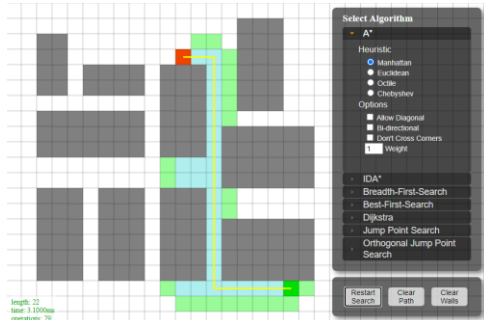 Select Algorithm
A*
Heuristic
Manhattan
Euclidean
Octile
Chebyshev
Options
Allow Diagonal
Bi-directional
Don't Cross Corners
1 Weight
IDA*
Breadth-First-Search
Best-First-Search
Dijkstra
Jump Point Search
Orthogonal Jump Point
Search
Restart
Search
Clear
Path
Clear
Walls
length: 22
time: 3.1000ms
operations: 79